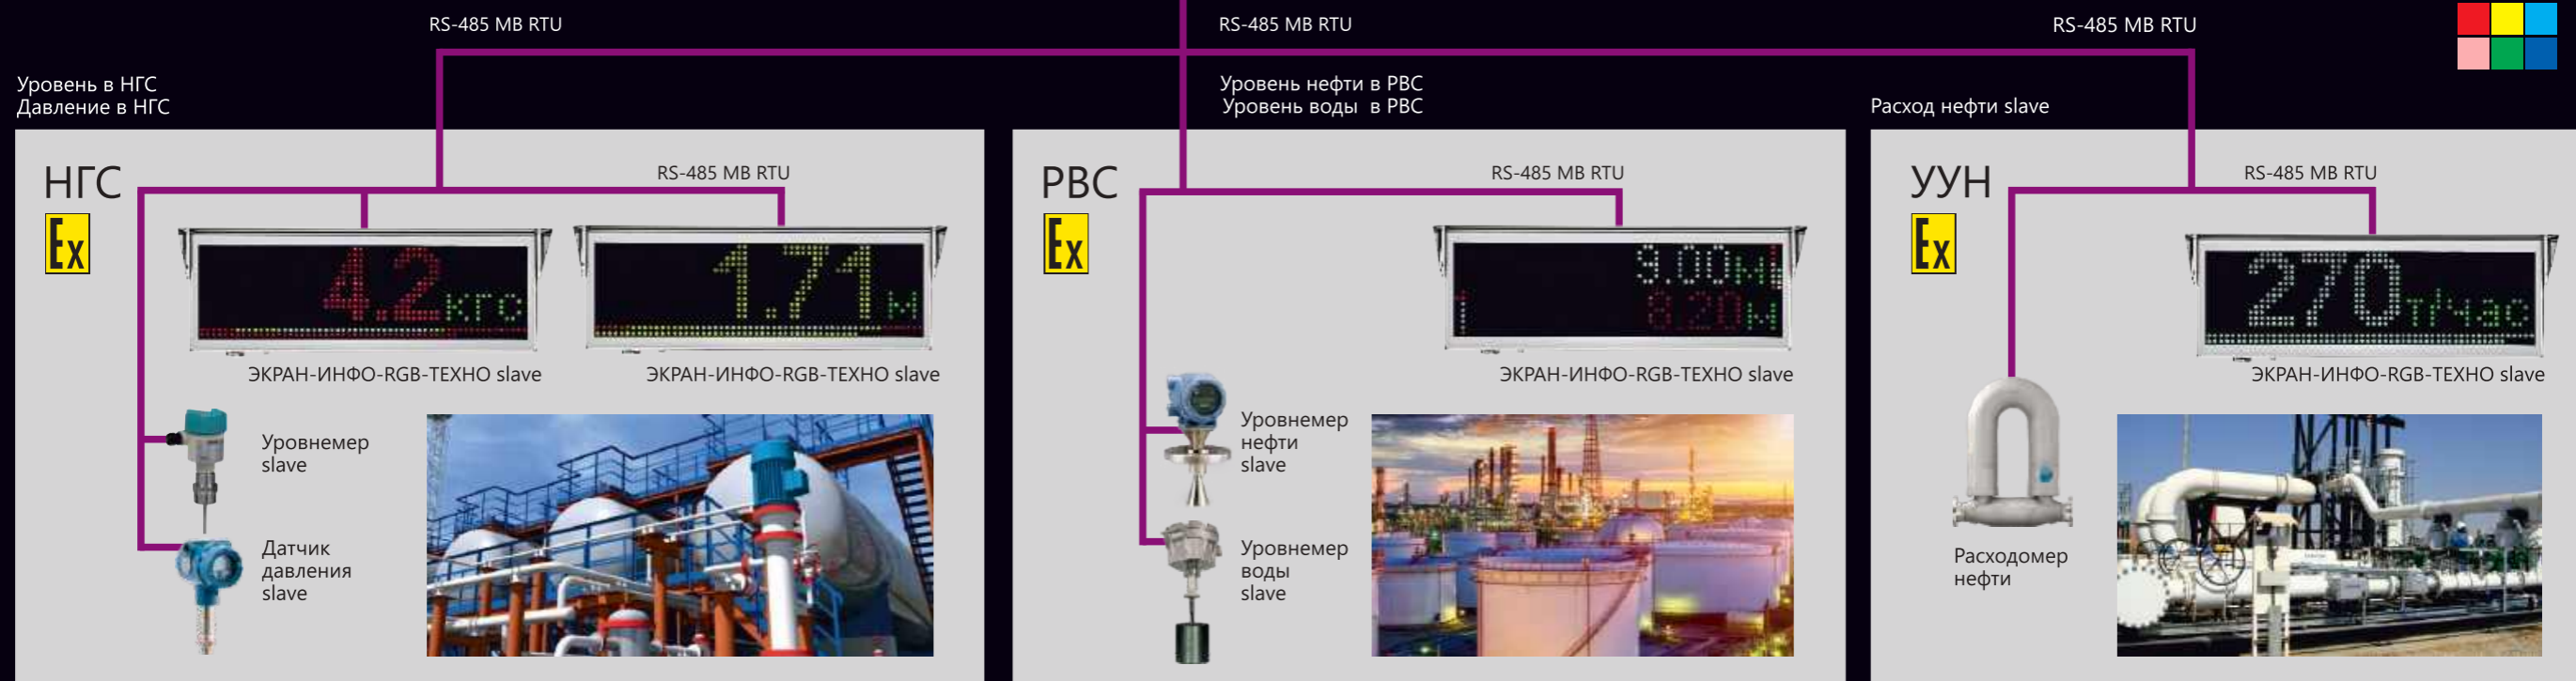 RS-485 MB RTU
RS-485 MB RTU
RS-485 MB RTU
Уровень в НГС
Давление в НГС
Уровень нефти в РВС
Уровень воды в РВС
Расход нефти slave
НГС
Ex
RS-485 MB RTU
4.2кгс
1.71м
ЭКРАН-ИНФО-RGB-ТЕХНО slave
ЭКРАН-ИНФО-RGB-ТЕХНО slave
Уровнемер
slave
Датчик
давления
slave
РВС
Ex
RS-485 MB RTU
9.00м
8.20м
ЭКРАН-ИНФО-RGB-ТЕХНО slave
Уровнемер
нефти
slave
Уровнемер
воды
slave
УУН
Ex
RS-485 MB RTU
270т/час
ЭКРАН-ИНФО-RGB-ТЕХНО slave
Расходомер
нефти